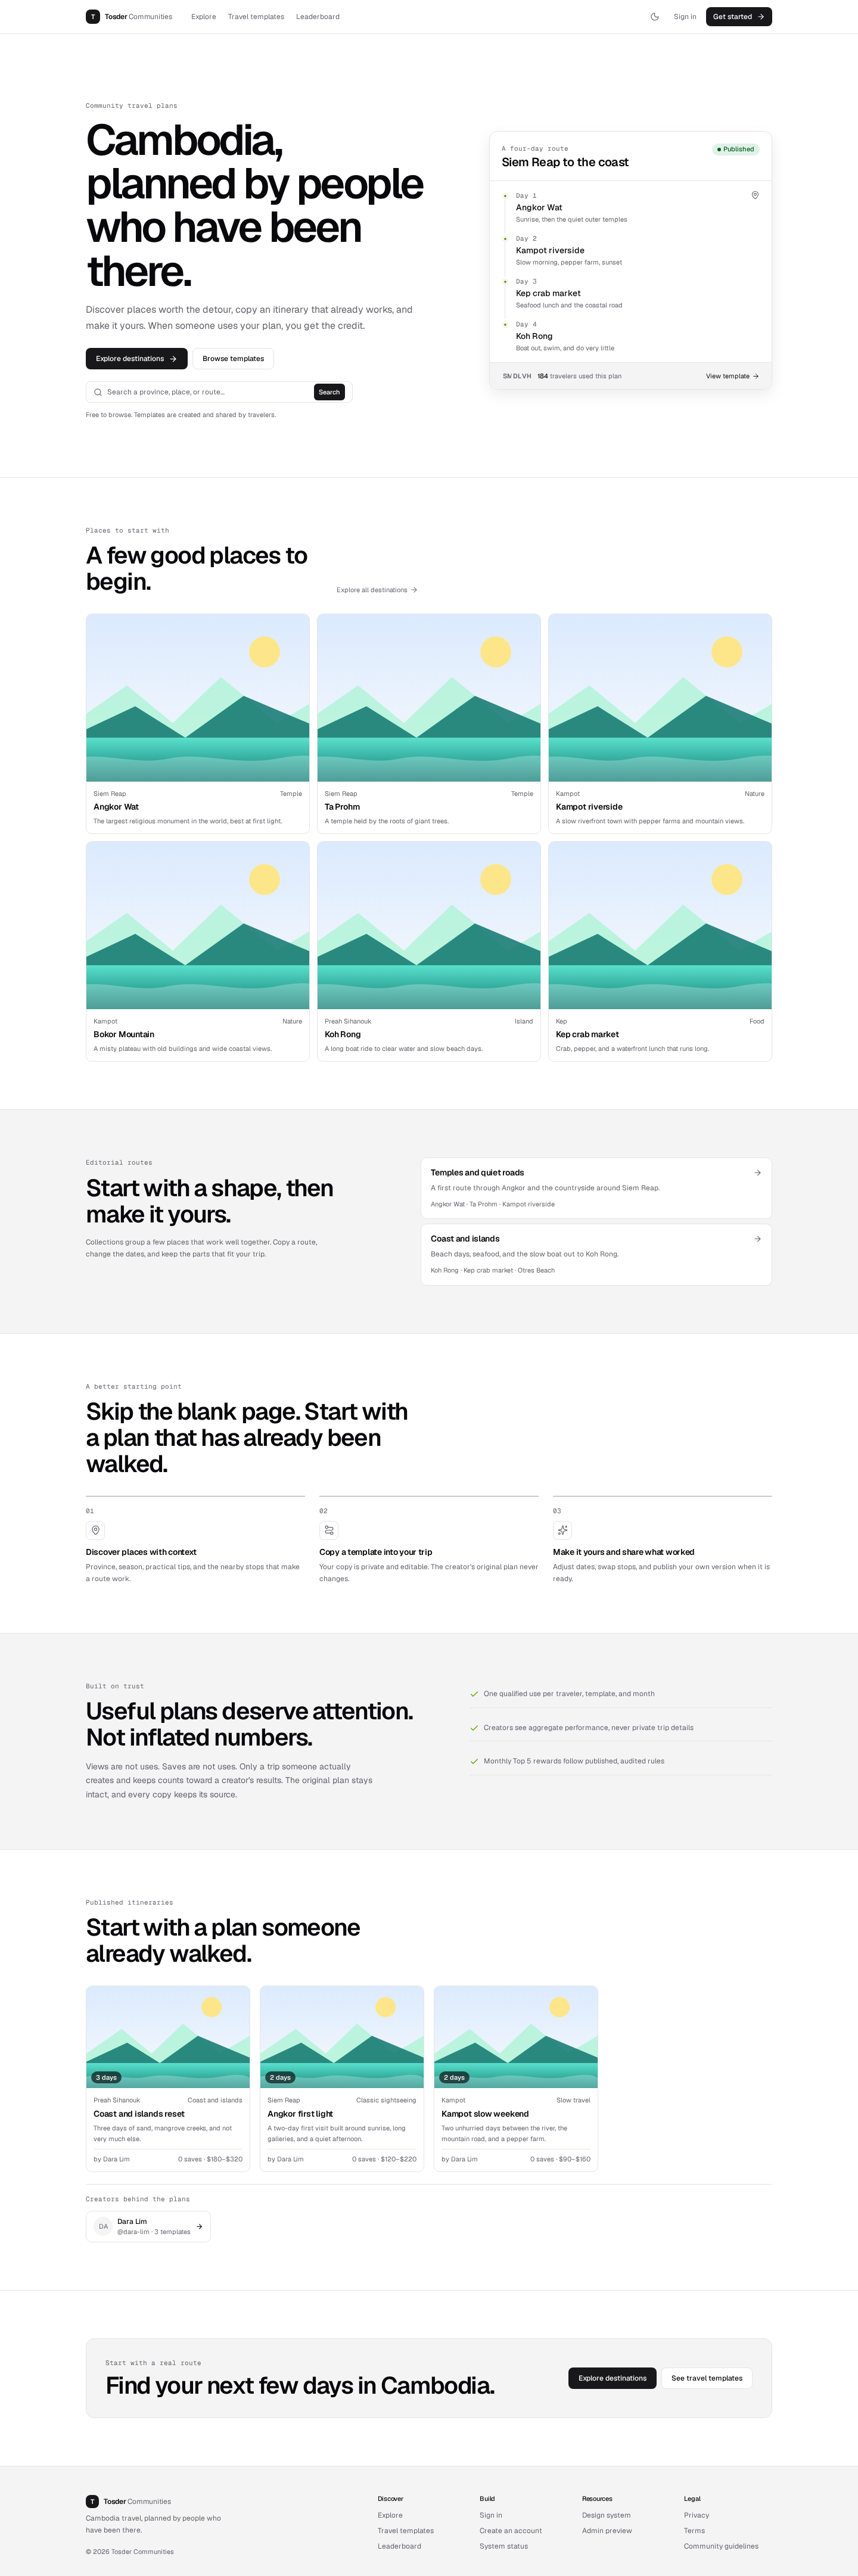 T Tosder Communities Explore Travel templates Leaderboard Sign in Get started
Community travel plans
Cambodia,
planned by people
who have been
there.
Discover places worth the detour, copy an itinerary that already works, and
make it yours. When someone uses your plan, you get the credit.
Explore destinations Browse templates
Search a province, place, or route... Search
Free to browse. Templates are created and shared by travelers.
A four-day route Published
Siem Reap to the coast
Day 1
Angkor Wat
Sunrise, then the quiet outer temples
Day 2
Kampot riverside
Slow morning, pepper farm, sunset
Day 3
Kep crab market
Seafood lunch and the coastal road
Day 4
Koh Rong
Boat out, swim, and do very little
184 travelers used this plan View template
Places to start with
A few good places to
begin.
Explore all destinations
Siem Reap Temple
Angkor Wat
The largest religious monument in the world, best at first light.
Siem Reap Temple
Ta Prohm
A temple held by the roots of giant trees.
Kampot Nature
Kampot riverside
A slow riverfront town with pepper farms and mountain views.
Kampot Nature
Bokor Mountain
A misty plateau with old buildings and wide coastal views.
Preah Sihanouk Island
Koh Rong
A long boat ride to clear water and slow beach days.
Kep Food
Kep crab market
Crab, pepper, and a waterfront lunch that runs long.
Editorial routes
Start with a shape, then
make it yours.
Collections group a few places that work well together. Copy a route,
change the dates, and keep the parts that fit your trip.
Temples and quiet roads
A first route through Angkor and the countryside around Siem Reap.
Angkor Wat · Ta Prohm · Kampot riverside
Coast and islands
Beach days, seafood, and the slow boat out to Koh Rong.
Koh Rong · Kep crab market · Otres Beach
A better starting point
Skip the blank page. Start with
a plan that has already been
walked.
01
Discover places with context
Province, season, practical tips, and the nearby stops that make
a route work.
02
Copy a template into your trip
Your copy is private and editable. The creator's original plan never
changes.
03
Make it yours and share what worked
Adjust dates, swap stops, and publish your own version when it is
ready.
Built on trust
Useful plans deserve attention.
Not inflated numbers.
Views are not uses. Saves are not uses. Only a trip someone actually
creates and keeps counts toward a creator's results. The original plan stays
intact, and every copy keeps its source.
One qualified use per traveler, template, and month
Creators see aggregate performance, never private trip details
Monthly Top 5 rewards follow published, audited rules
Published itineraries
Start with a plan someone
already walked.
3 days
Preah Sihanouk Coast and islands
Coast and islands reset
Three days of sand, mangrove creeks, and not
very much else.
by Dara Lim 0 saves · $180–$320
2 days
Siem Reap Classic sightseeing
Angkor first light
A two-day first visit built around sunrise, long
galleries, and a quiet afternoon.
by Dara Lim 0 saves · $120–$220
2 days
Kampot Slow travel
Kampot slow weekend
Two unhurried days between the river, the
mountain road, and a pepper farm.
by Dara Lim 0 saves · $90–$160
Creators behind the plans
DA Dara Lim
@dara-lim · 3 templates
Start with a real route
Find your next few days in Cambodia.
Explore destinations See travel templates
T Tosder Communities
Cambodia travel, planned by people who
have been there.
© 2026 Tosder Communities
Discover
Explore
Travel templates
Leaderboard
Build
Sign in
Create an account
System status
Resources
Design system
Admin preview
Legal
Privacy
Terms
Community guidelines